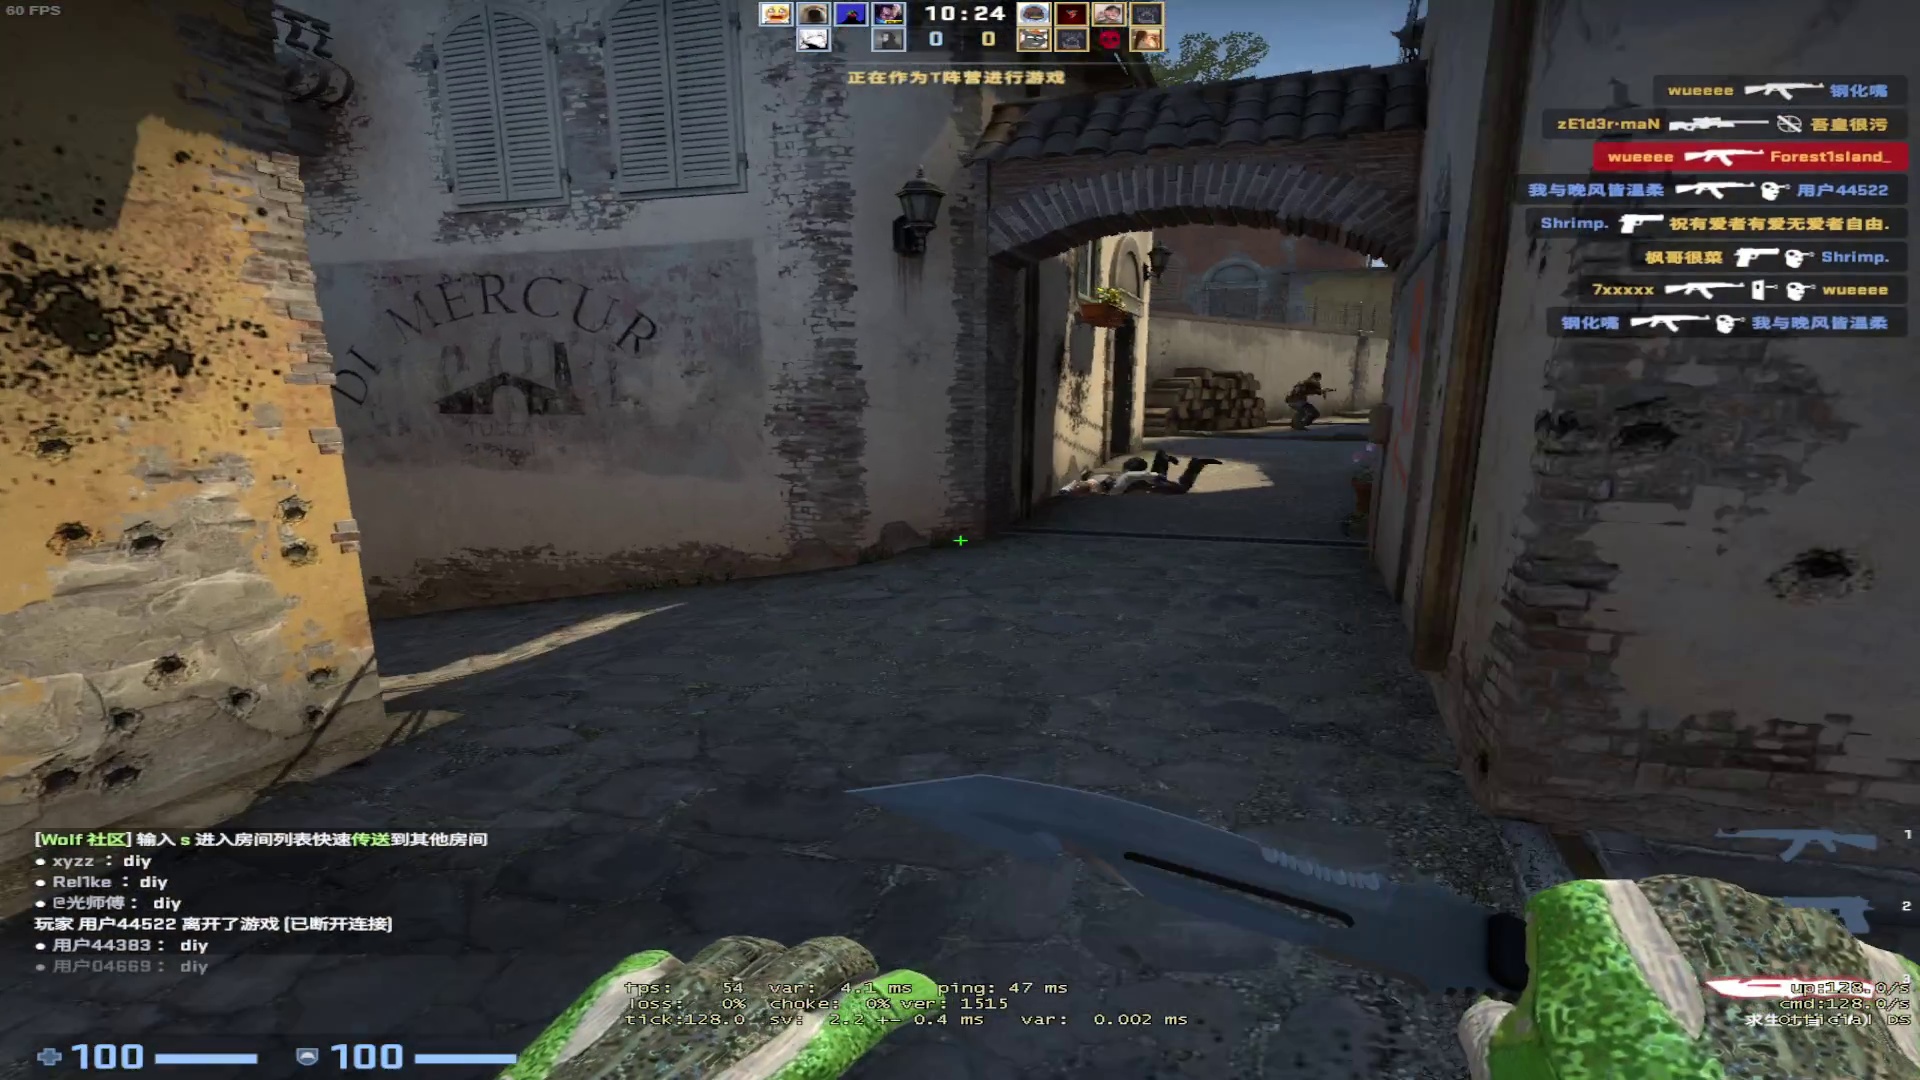 60 FPS
10:24
0 0
正在作为T阵营进行游戏
wueeee 钢化嘴
zE1d3r·maN 吾皇很污
wueeee Forest1sland_
我与晚风皆温柔 用户44522
Shrimp. 祝有爱者有爱无爱者自由.
枫哥很菜 Shrimp.
7xxxxx wueeee
钢化嘴 我与晚风皆温柔
DI MERCUR
[Wolf 社区] 输入 s 进入房间列表快速传送到其他房间
xyzz : diy
Rel1ke : diy
@光师傅: diy
玩家 用户44522 离开了游戏 [已断开连接]
用户44383: diy
用户04669: diy
1
2
3
fps: 54 var: 4.1 ms ping: 47 ms
loss: 0% choke: 0% ver: 1515
tick:128.0 sv: 2.2 +- 0.4 ms var: 0.002 ms
up:128.0/s
cmd:128.0/s
official DS
100 100